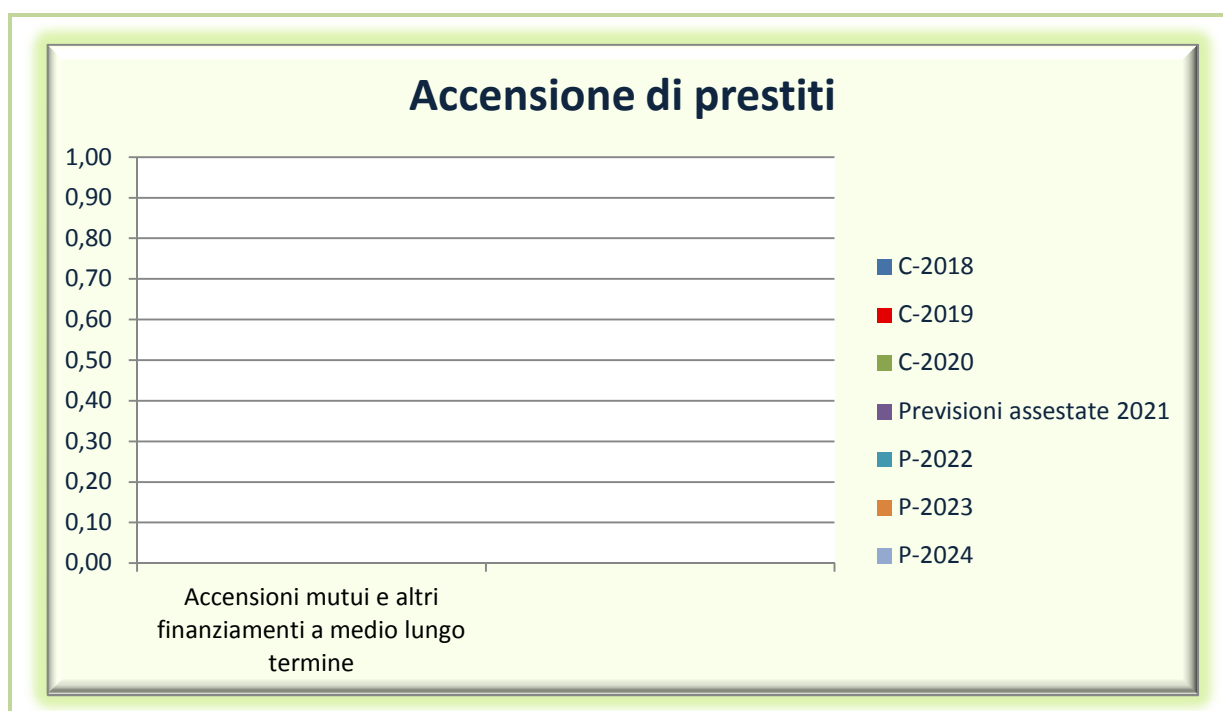 Accensione di prestiti
1,00
0,90
0,80
0,70
0,60
0,50
0,40
0,30
0,20
0,10
0,00
Accensioni mutui e altri
finanziamenti a medio lungo
termine
C-2018
C-2019
C-2020
Previsioni assestate 2021
P-2022
P-2023
P-2024